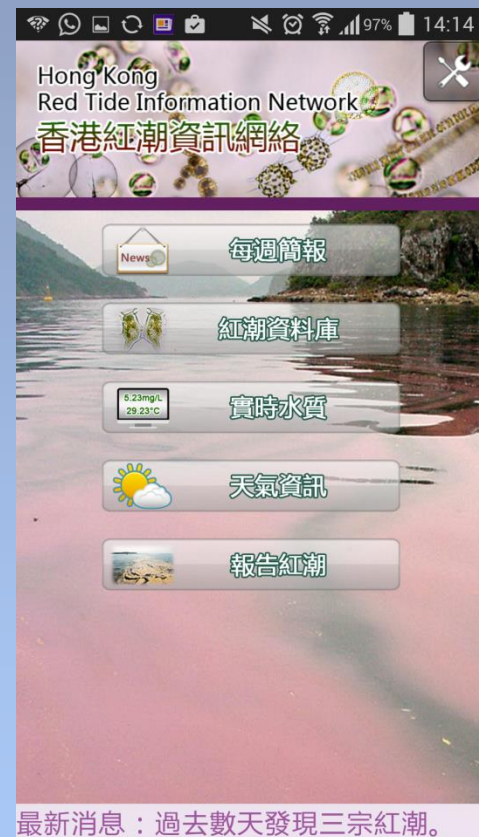 97% 14:14
Hong Kong
Red Tide Information Network
香港紅潮資訊網絡
News
每週簡報
紅潮資料庫
5.23mg/L
29.23°C
實時水質
天氣資訊
報告紅潮
最新消息：過去數天發現三宗紅潮。